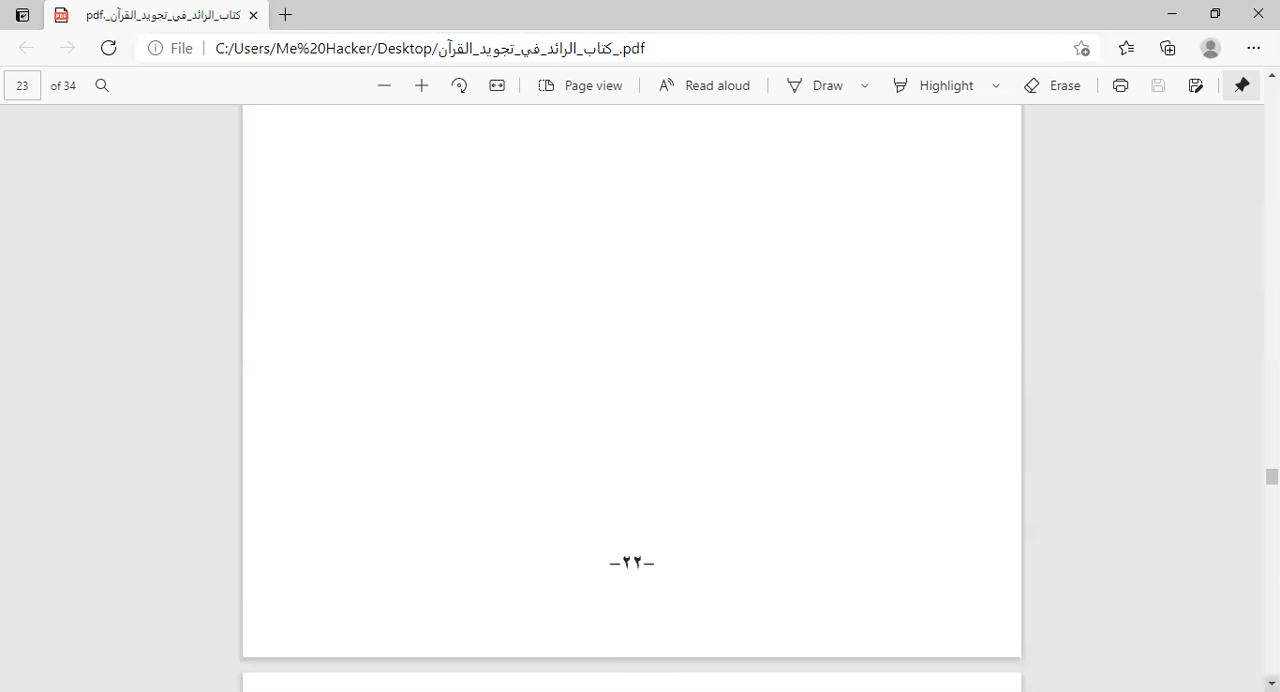 كتاب_الرائد_في_تجويد_القرآن_.pdf
File C:/Users/Me%20Hacker/Desktop/كتاب_الرائد_في_تجويد_القرآن_.pdf
23 of 34 Page view Read aloud Draw Highlight Erase
-٢٢-